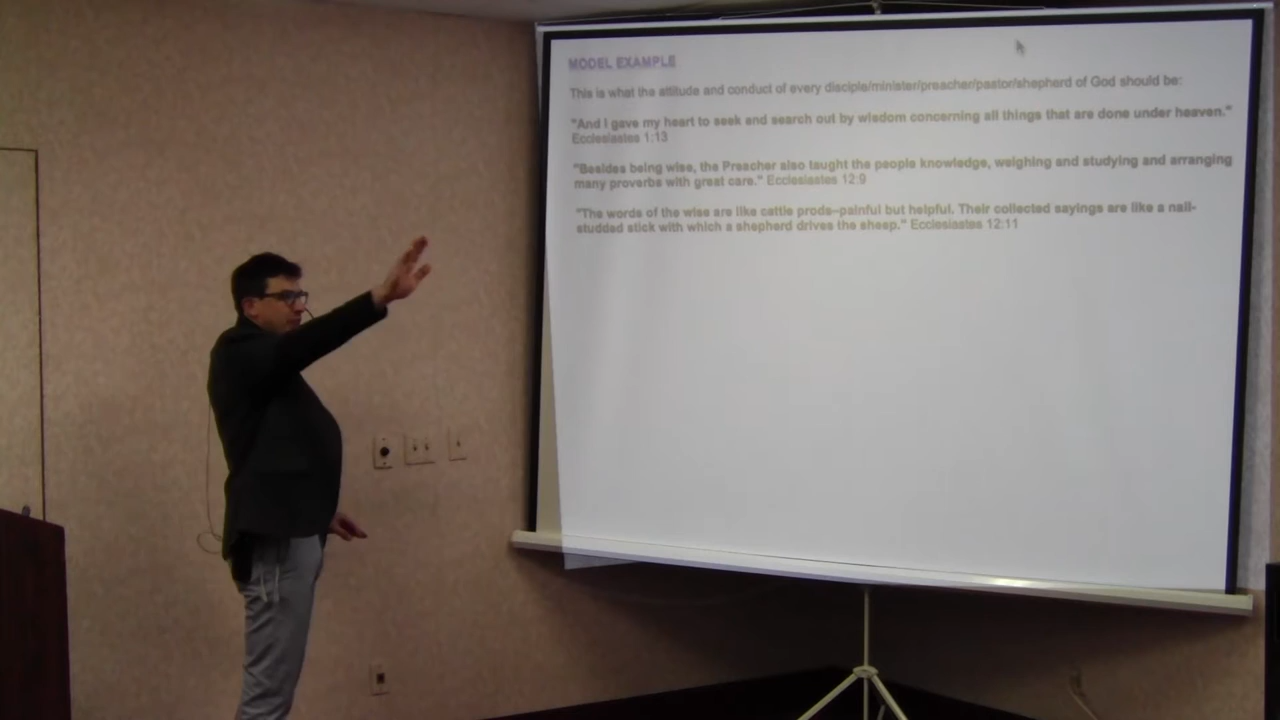 MODEL EXAMPLE
This is what the attitude and conduct of every disciple/minister/preacher/pastor/shepherd of God should be:
"And I gave my heart to seek and search out by wisdom concerning all things that are done under heaven."
Ecclesiastes 1:13
"Besides being wise, the Preacher also taught the people knowledge, weighing and studying and arranging
many proverbs with great care." Ecclesiastes 12:9
"The words of the wise are like cattle prods–painful but helpful. Their collected sayings are like a nail-
studded stick with which a shepherd drives the sheep." Ecclesiastes 12:11